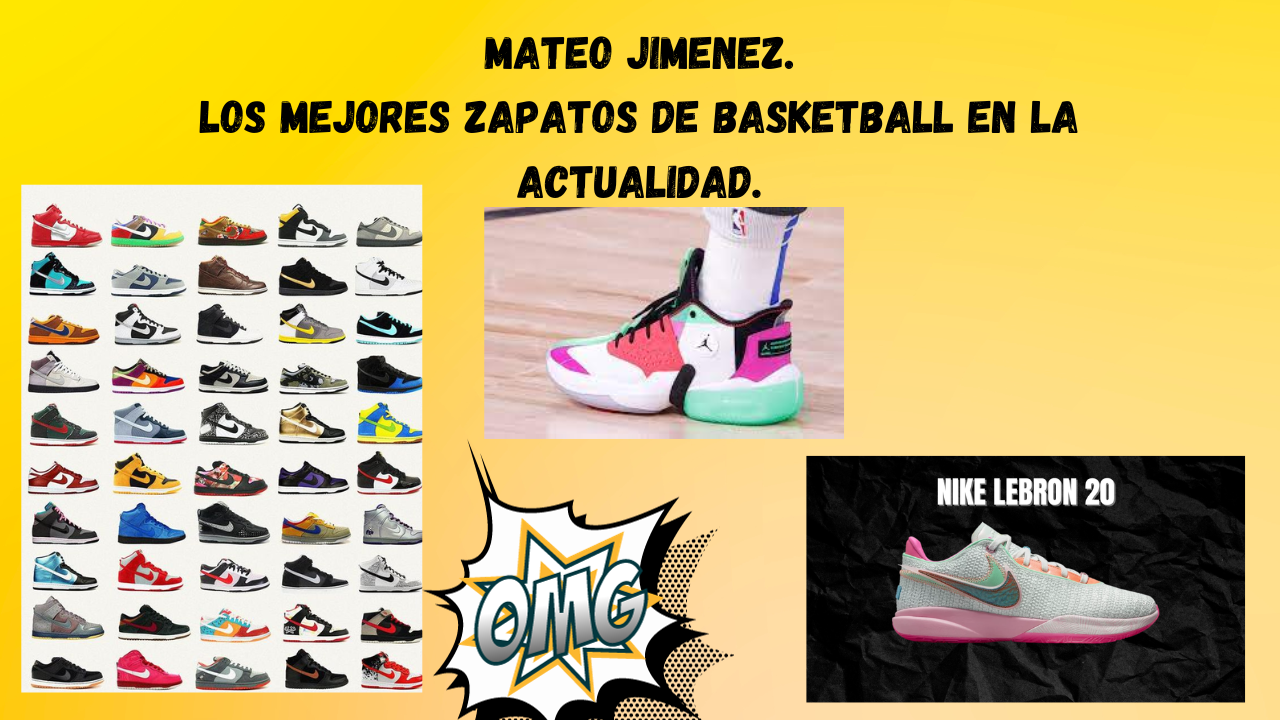 MATEO JIMENEZ.
LOS MEJORES ZAPATOS DE BASKETBALL EN LA
ACTUALIDAD.
NIKE LEBRON 20
OMG